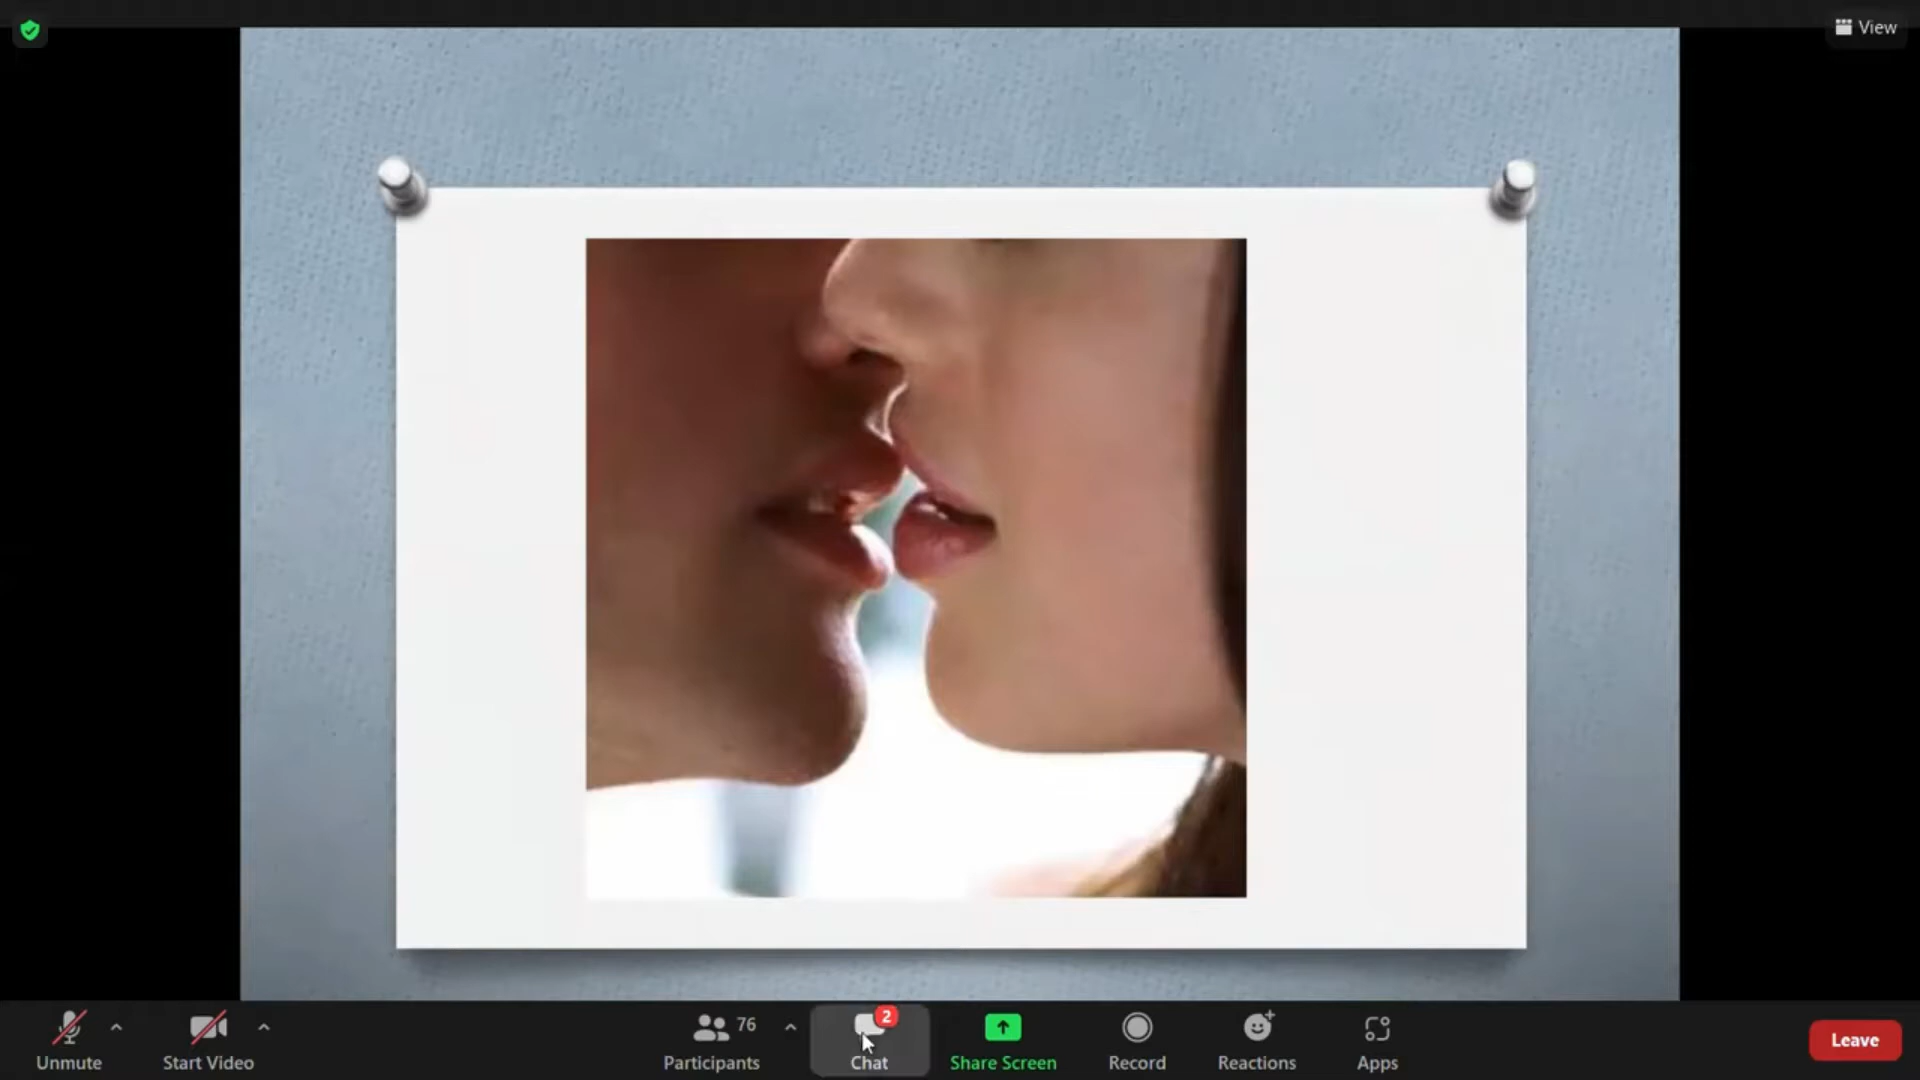 View
Unmute
Start Video
76
Participants
2
Chat
Share Screen
Record
Reactions
Apps
Leave